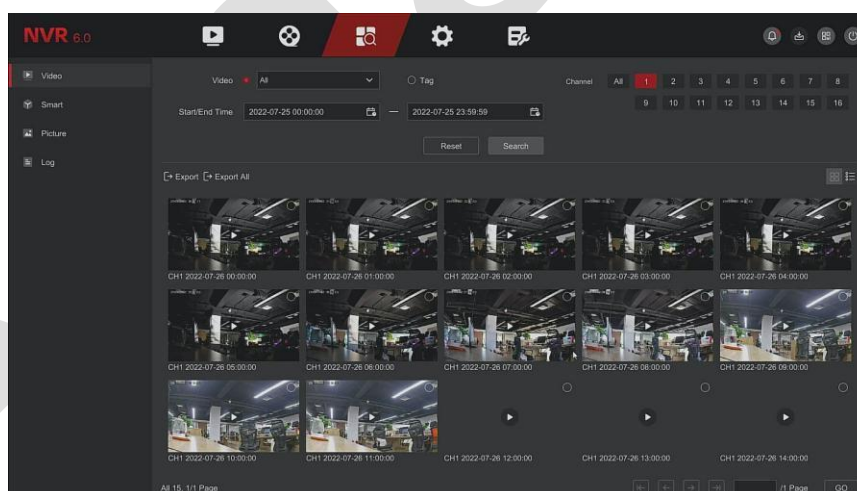 NVR 6.0
Video
Smart
Picture
Log
Video All Tag Channel All 1 2 3 4 5 6 7 8
9 10 11 12 13 14 15 16
Start/End Time 2022-07-25 00:00:00 — 2022-07-25 23:59:59
Reset Search
Export Export All
CH1 2022-07-26 00:00:00 CH1 2022-07-26 01:00:00 CH1 2022-07-26 02:00:00 CH1 2022-07-26 03:00:00 CH1 2022-07-26 04:00:00
CH1 2022-07-26 05:00:00 CH1 2022-07-26 06:00:00 CH1 2022-07-26 07:00:00 CH1 2022-07-26 08:00:00 CH1 2022-07-26 09:00:00
CH1 2022-07-26 10:00:00 CH1 2022-07-26 11:00:00 CH1 2022-07-26 12:00:00 CH1 2022-07-26 13:00:00 CH1 2022-07-26 14:00:00
All 15, 1/1 Page /1 Page GO